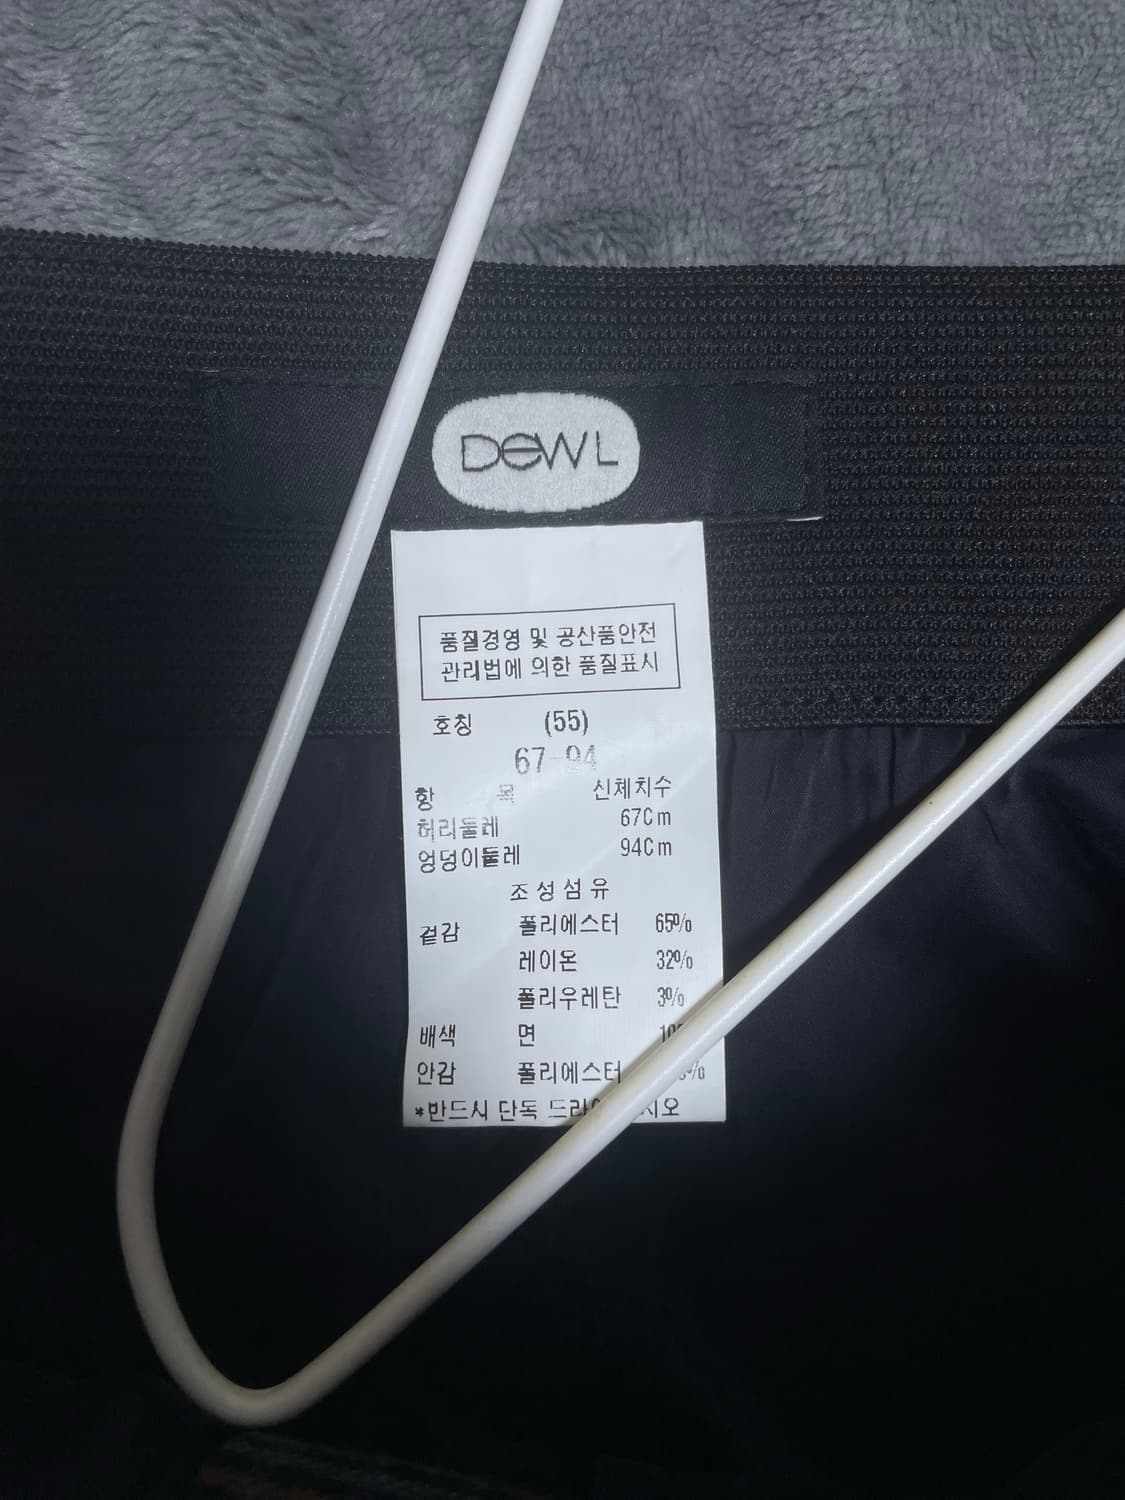 DeWL
품질경영 및 공산품안전
관리법에 의한 품질표시
호칭 (55)
67-94
항 목 신체치수
허리둘레 67Cm
엉덩이둘레 94Cm
조성섬유
겉감 폴리에스터 65%
레이온 32%
폴리우레탄 3%
배색 면
안감 폴리에스터
*반드시 단독